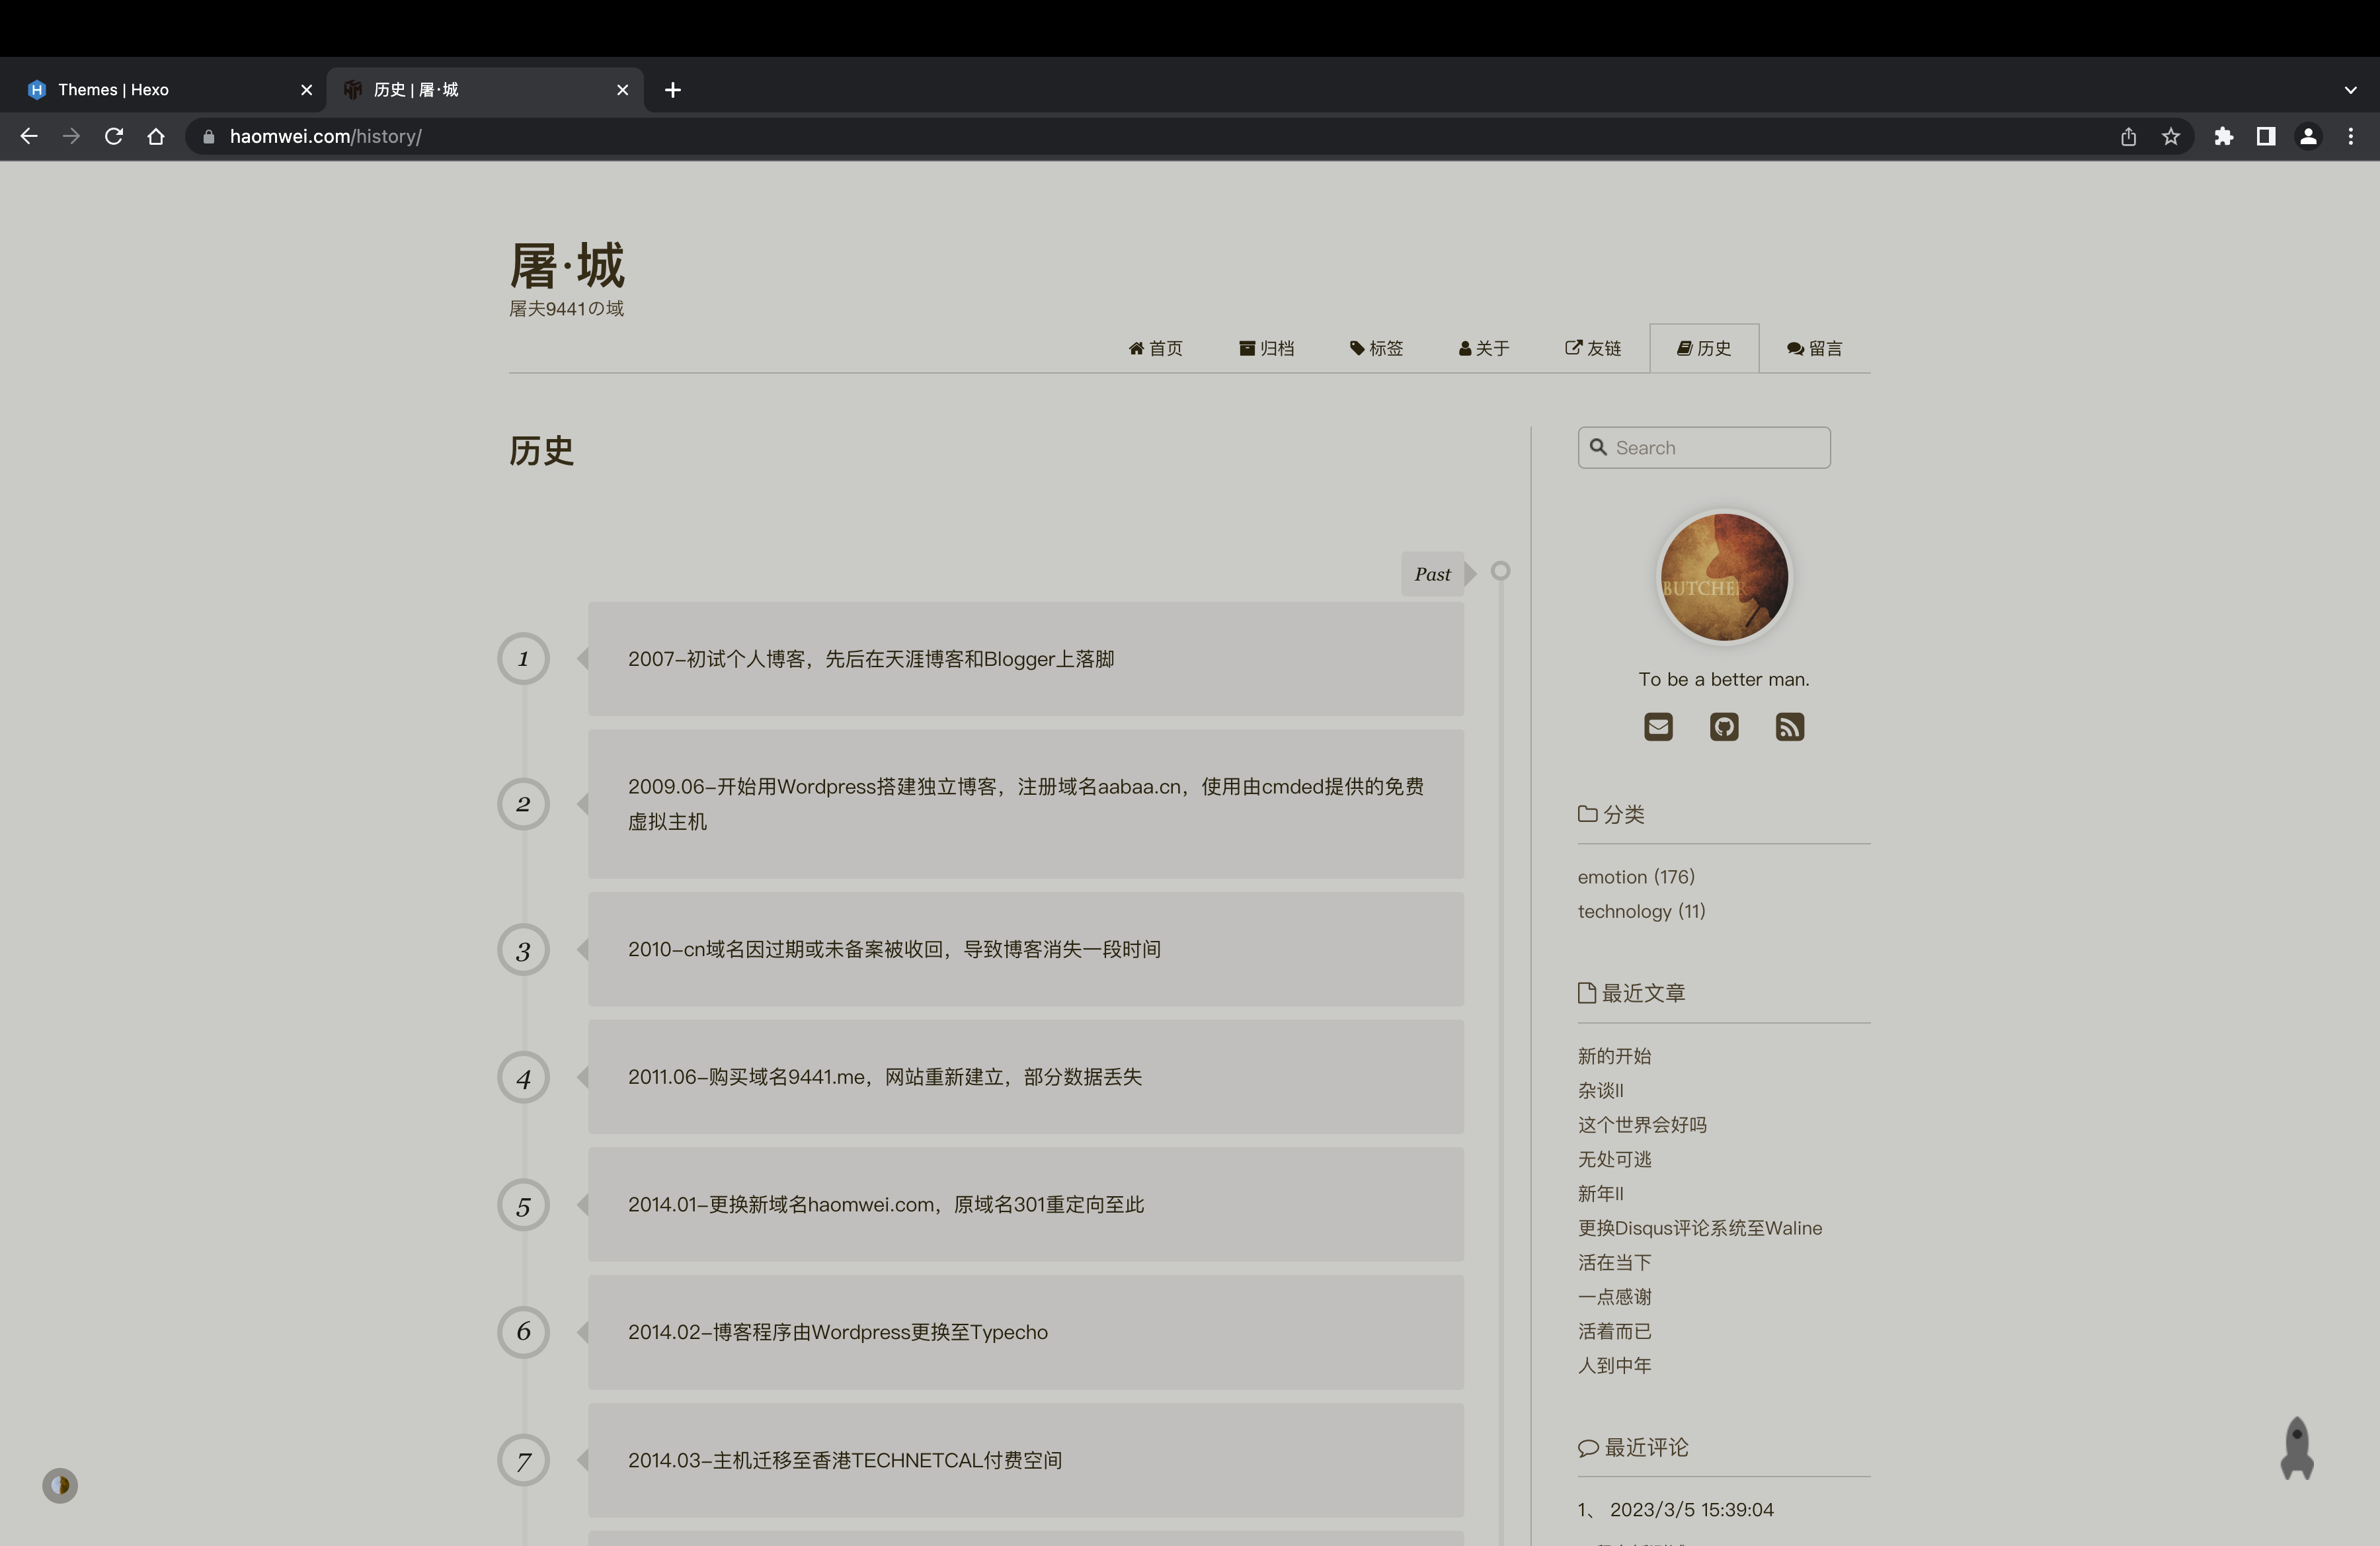 Themes | Hexo
历史 | 屠·城
haomwei.com/history/
屠·城
屠夫9441の域
首页
归档
标签
关于
友链
历史
留言
历史
Search
Past
BUTCHER
To be a better man.
1
2007–初试个人博客，先后在天涯博客和Blogger上落脚
2
2009.06–开始用Wordpress搭建独立博客，注册域名aabaa.cn，使用由cmded提供的免费
虚拟主机
3
2010–cn域名因过期或未备案被收回，导致博客消失一段时间
4
2011.06–购买域名9441.me，网站重新建立，部分数据丢失
5
2014.01–更换新域名haomwei.com，原域名301重定向至此
6
2014.02–博客程序由Wordpress更换至Typecho
7
2014.03–主机迁移至香港TECHNETCAL付费空间
分类
emotion (176)
technology (11)
最近文章
新的开始
杂谈II
这个世界会好吗
无处可逃
新年II
更换Disqus评论系统至Waline
活在当下
一点感谢
活着而已
人到中年
最近评论
1、 2023/3/5 15:39:04